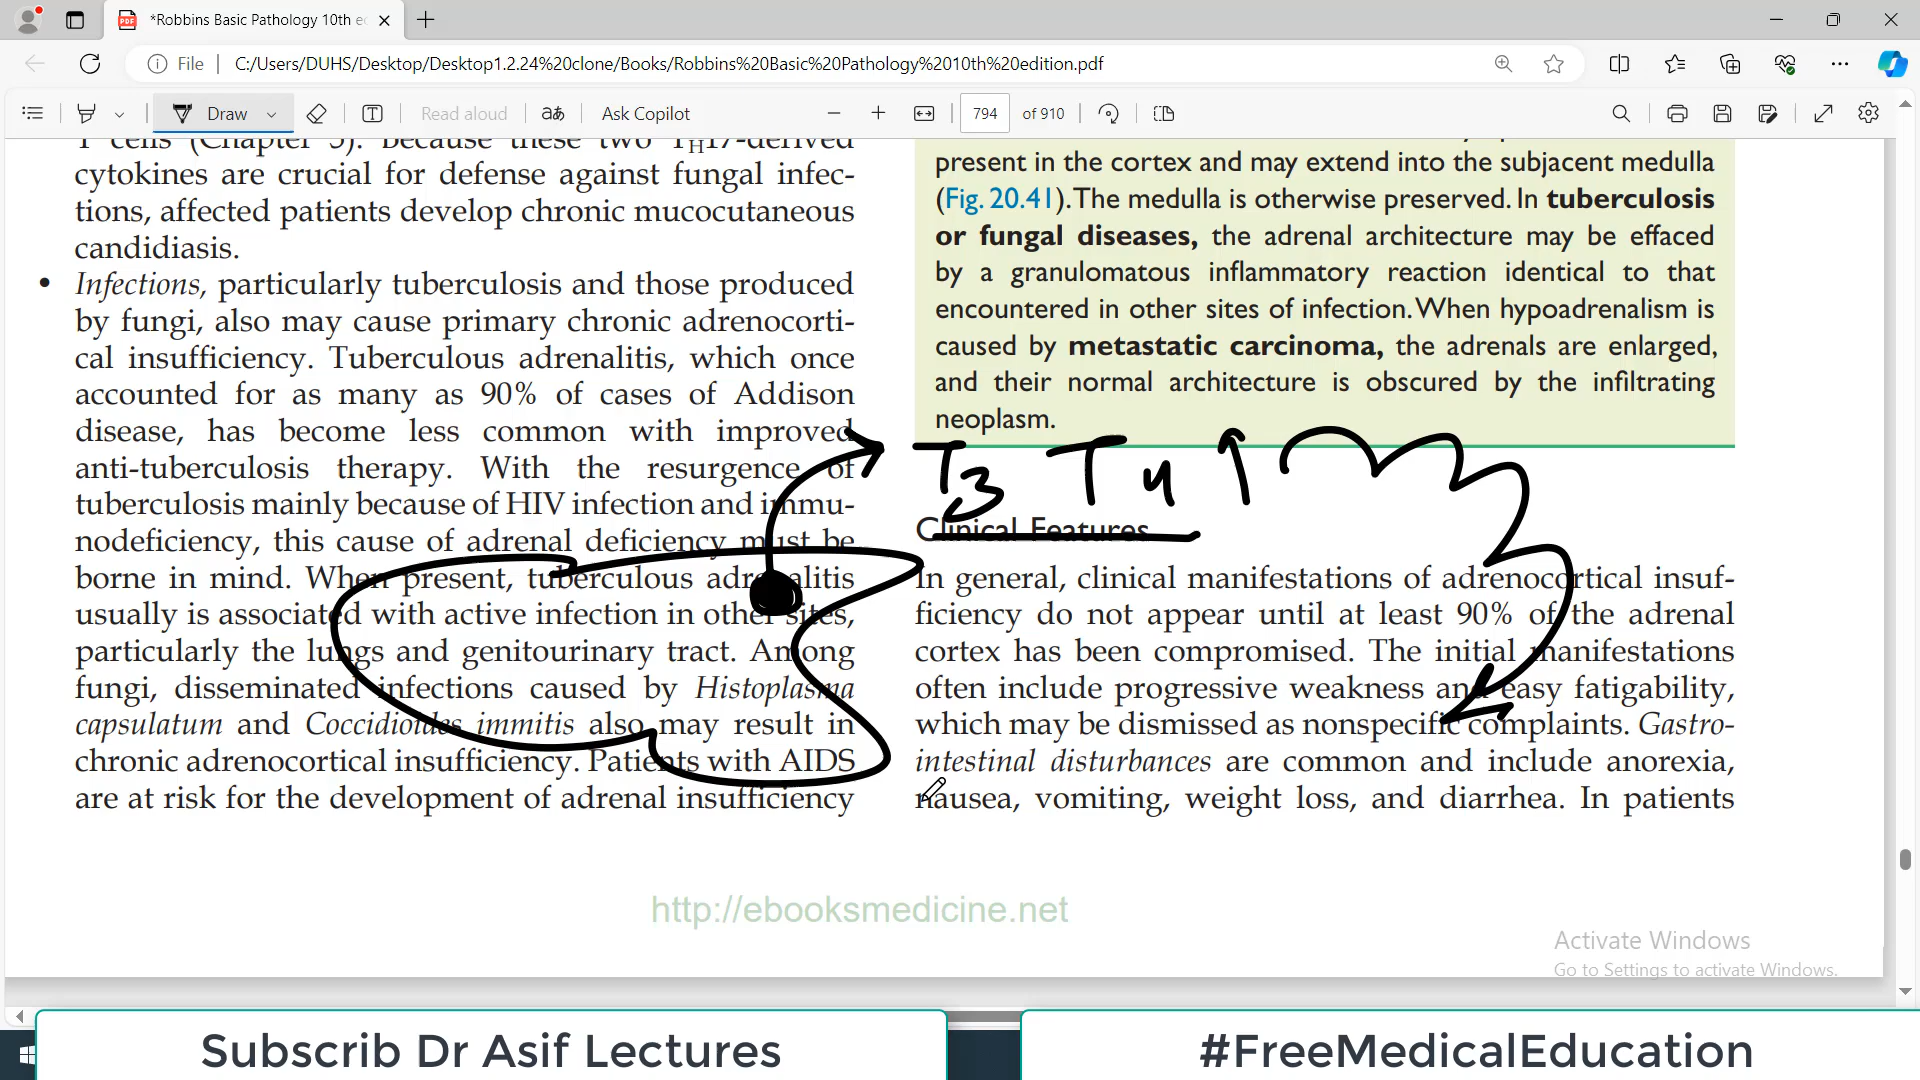 *Robbins Basic Pathology 10th ed
File
C:/Users/DUHS/Desktop/Desktop1.2.24%20clone/Books/Robbins%20Basic%20Pathology%2010th%20edition.pdf
Draw
Read aloud
Ask Copilot
794 of 910
T cells (Chapter 5). Because these two TH17-derived
cytokines are crucial for defense against fungal infec-
tions, affected patients develop chronic mucocutaneous
candidiasis.
• Infections, particularly tuberculosis and those produced
by fungi, also may cause primary chronic adrenocorti-
cal insufficiency. Tuberculous adrenalitis, which once
accounted for as many as 90% of cases of Addison
disease, has become less common with improved
anti-tuberculosis therapy. With the resurgence of
tuberculosis mainly because of HIV infection and immu-
nodeficiency, this cause of adrenal deficiency must be
borne in mind. When present, tuberculous adrenalitis
usually is associated with active infection in other sites,
particularly the lungs and genitourinary tract. Among
fungi, disseminated infections caused by Histoplasma
capsulatum and Coccidioides immitis also may result in
chronic adrenocortical insufficiency. Patients with AIDS
are at risk for the development of adrenal insufficiency
present in the cortex and may extend into the subjacent medulla
(Fig. 20.41). The medulla is otherwise preserved. In tuberculosis
or fungal diseases, the adrenal architecture may be effaced
by a granulomatous inflammatory reaction identical to that
encountered in other sites of infection. When hypoadrenalism is
caused by metastatic carcinoma, the adrenals are enlarged,
and their normal architecture is obscured by the infiltrating
neoplasm.
T3 T4 ↑
Clinical Features
In general, clinical manifestations of adrenocortical insuf-
ficiency do not appear until at least 90% of the adrenal
cortex has been compromised. The initial manifestations
often include progressive weakness and easy fatigability,
which may be dismissed as nonspecific complaints. Gastro-
intestinal disturbances are common and include anorexia,
nausea, vomiting, weight loss, and diarrhea. In patients
http://ebooksmedicine.net
Activate Windows
Go to Settings to activate Windows.
Subscrib Dr Asif Lectures
#FreeMedicalEducation